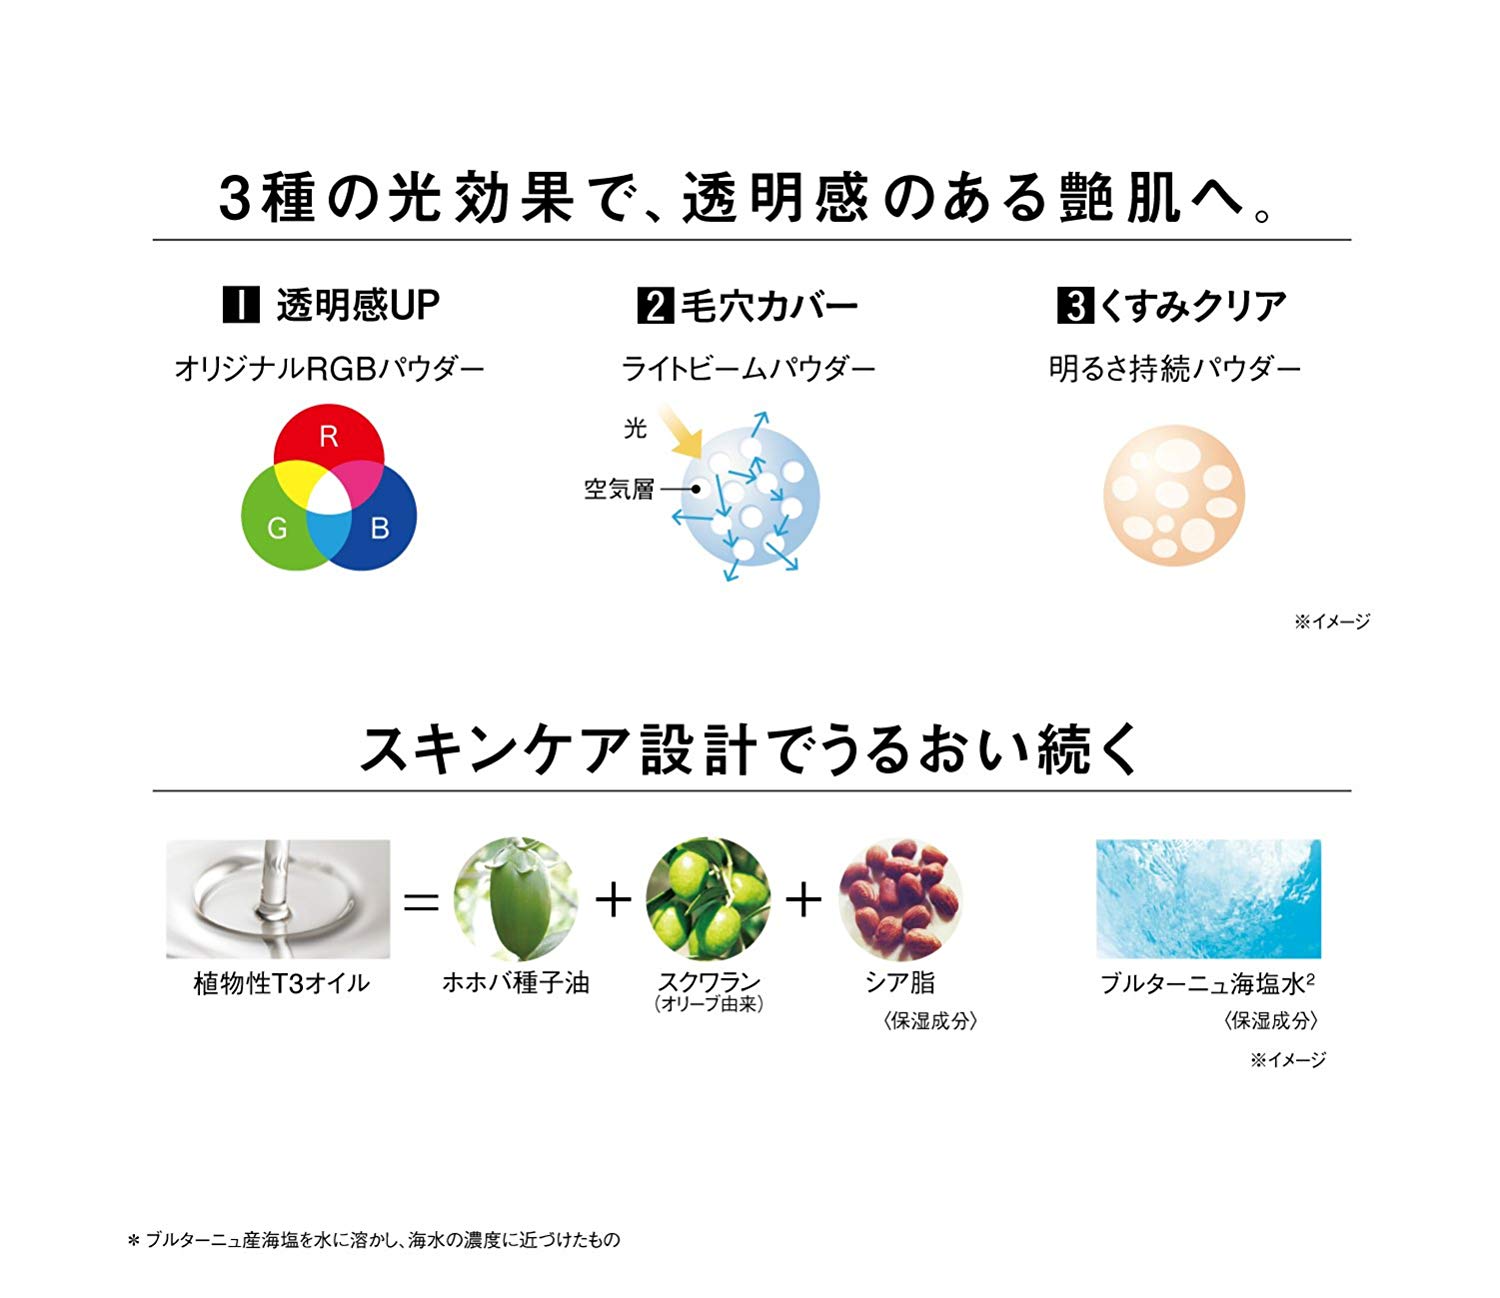 3種の光効果で、透明感のある艶肌へ。
1 透明感UP
オリジナルRGBパウダー
R
G
B
2 毛穴カバー
ライトビームパウダー
光
空気層
3 くすみクリア
明るさ持続パウダー
※イメージ
スキンケア設計でうるおい続く
植物性T3オイル
=
ホホバ種子油
+
スクワラン
（オリーブ由来）
+
シア脂
〈保湿成分〉
ブルターニュ海塩水²
〈保湿成分〉
※イメージ
＊ ブルターニュ産海塩を水に溶かし、海水の濃度に近づけたもの